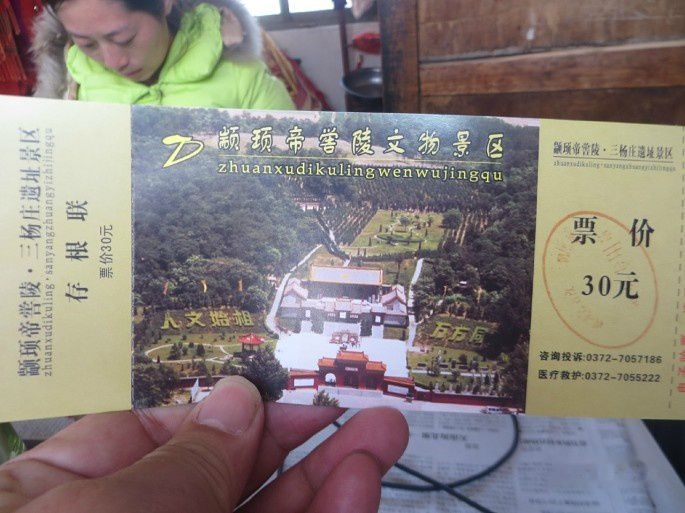 颛顼帝喾陵·三杨庄遗址景区
zhuanxudikuling·sanyangzhuangyizhijingqu
存根联
票价30元
颛顼帝喾陵文物景区
zhuanxudikulingwenwujingqu
人文始祖
颛顼帝喾陵·三杨庄遗址景区
zhuanxudikuling·sanyangzhuangyizhijingqu
票价
30元
咨询投诉:0372-7057186
医疗救护:0372-7055222